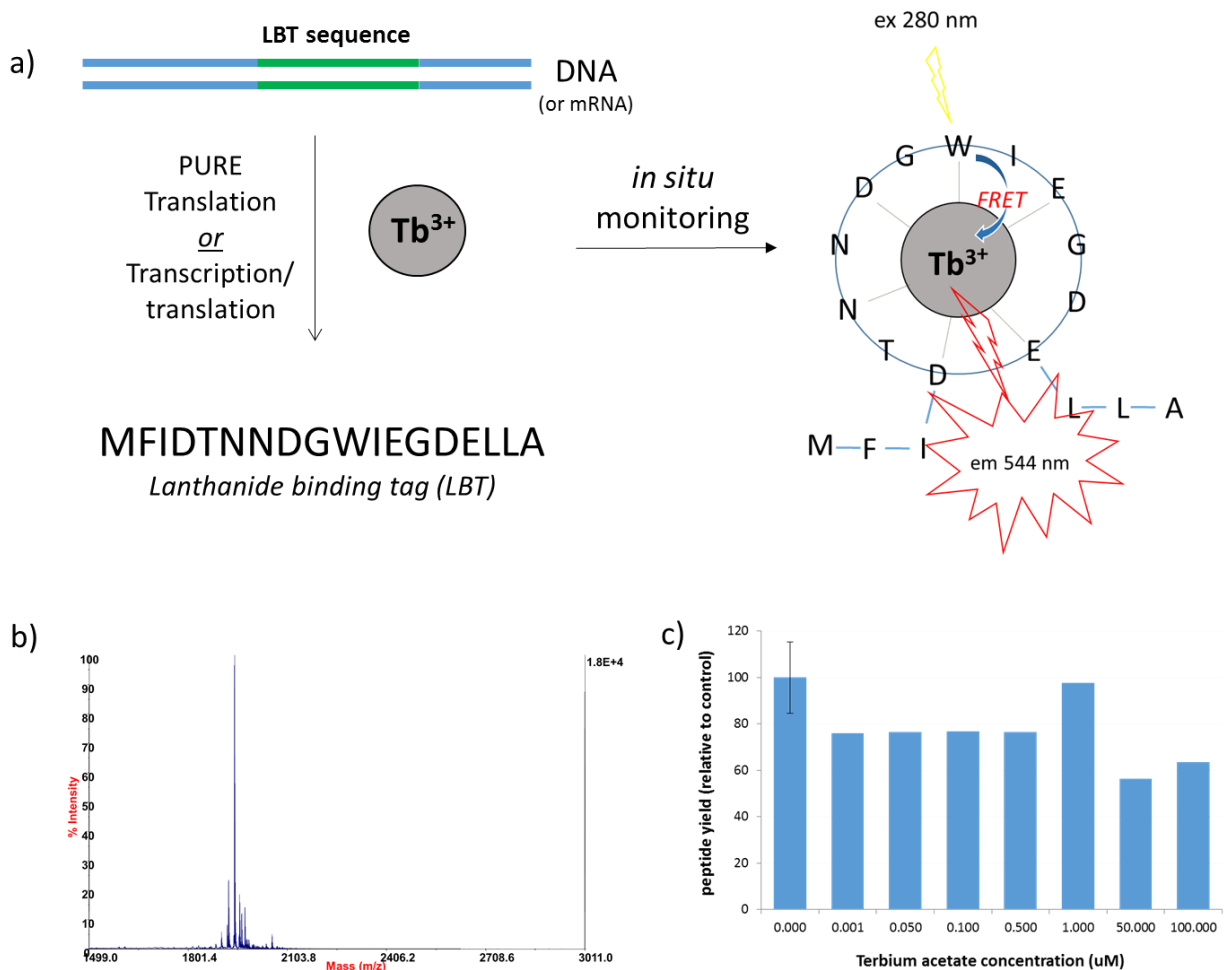 a)
LBT sequence
DNA
(or mRNA)
PURE
Translation
or
Transcription/
translation
Tb3+
in situ
monitoring
MFIDTNNDGWIEGDELLA
Lanthanide binding tag (LBT)
ex 280 nm
W
I
E
G
D
E
L
L
A
G
D
N
N
T
D
I
F
M
FRET
Tb3+
em 544 nm
b)
100
90
80
70
60
50
40
30
20
10
0
% Intensity
1.8E+4
1499.0 1801.4 2103.8 2406.2 2708.6 3011.0
Mass (m/z)
c)
peptide yield (relative to control)
120
100
80
60
40
20
0
0.000 0.001 0.050 0.100 0.500 1.000 50.000 100.000
Terbium acetate concentration (uM)